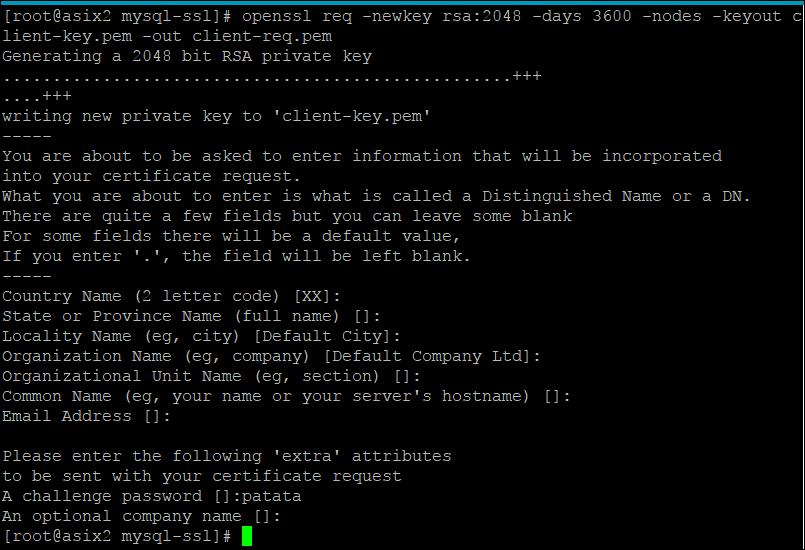 [root@asix2 mysql-ssl]# openssl req -newkey rsa:2048 -days 3600 -nodes -keyout c
lient-key.pem -out client-req.pem
Generating a 2048 bit RSA private key
...................................................+++
....+++
writing new private key to 'client-key.pem'
-----
You are about to be asked to enter information that will be incorporated
into your certificate request.
What you are about to enter is what is called a Distinguished Name or a DN.
There are quite a few fields but you can leave some blank
For some fields there will be a default value,
If you enter '.', the field will be left blank.
-----
Country Name (2 letter code) [XX]:
State or Province Name (full name) []:
Locality Name (eg, city) [Default City]:
Organization Name (eg, company) [Default Company Ltd]:
Organizational Unit Name (eg, section) []:
Common Name (eg, your name or your server's hostname) []:
Email Address []:

Please enter the following 'extra' attributes
to be sent with your certificate request
A challenge password []:patata
An optional company name []:
[root@asix2 mysql-ssl]#